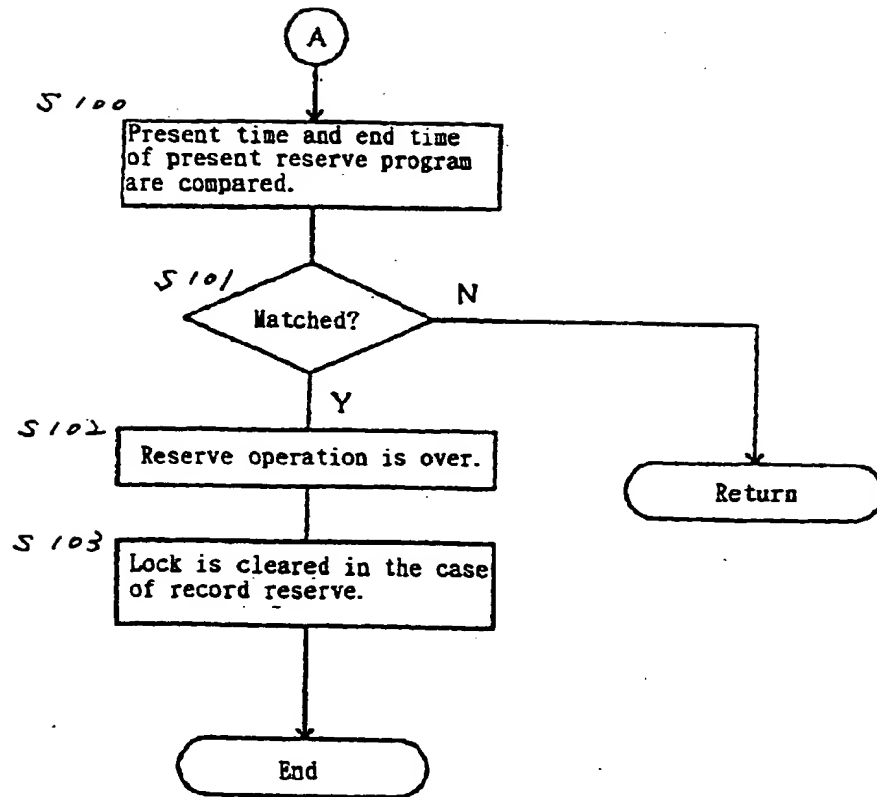 A
S100
Present time and end time
of present reserve program
are compared.
S101
Matched?
N
Y
S102
Reserve operation is over.
Return
S103
Lock is cleared in the case
of record reserve.
End